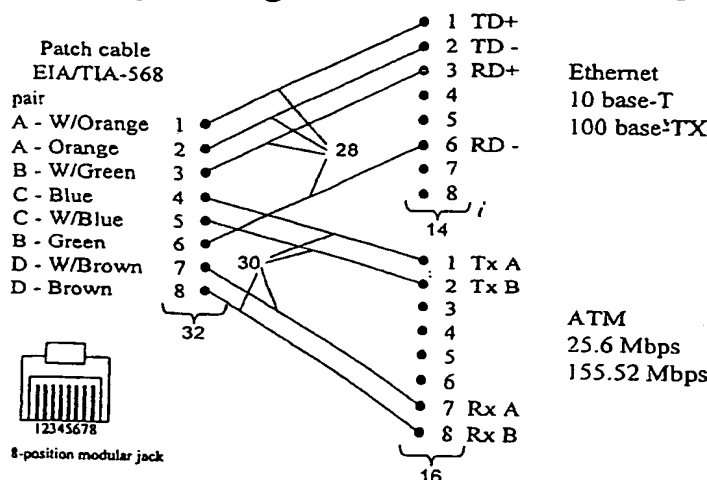 Patch cable
EIA/TIA-568
pair
A - W/Orange 1
A - Orange 2
B - W/Green 3
C - Blue 4
C - W/Blue 5
B - Green 6
D - W/Brown 7
D - Brown 8
32
28
30
1 TD+
2 TD -
3 RD+
4
5
6 RD -
7
8
14
i
Ethernet
10 base-T
100 base-TX
1 Tx A
2 Tx B
3
4
5
6
7 Rx A
8 Rx B
16
ATM
25.6 Mbps
155.52 Mbps
12345678
8-position modular jack